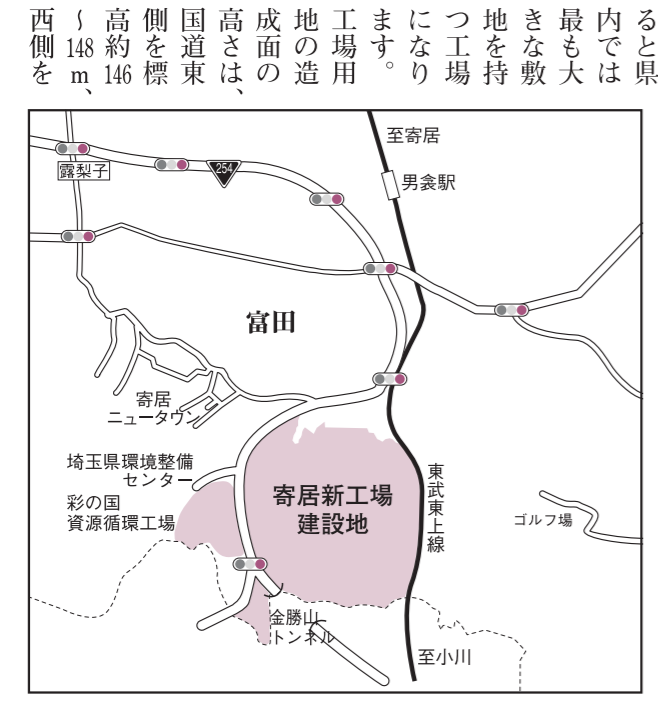 ると県
内では
最も大
きな敷
地を持
つ工場
になり
ます。
工場用
地の造
成面の
高さは、
国道東
側を標
高約146
～148m、
西側を
至寄居
男衾駅
254
露梨子
富田
寄居
ニュータウン
埼玉県環境整備
センター
彩の国
資源循環工場
寄居新工場
建設地
東武東上線
ゴルフ場
金勝山
トンネル
至小川